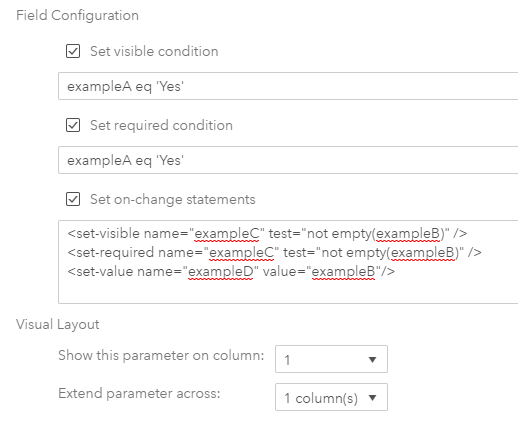 Field Configuration
Set visible condition
exampleA eq 'Yes'
Set required condition
exampleA eq 'Yes'
Set on-change statements
<set-visible name="exampleC" test="not empty(exampleB)" />
<set-required name="exampleC" test="not empty(exampleB)" />
<set-value name="exampleD" value="exampleB"/>
Visual Layout
Show this parameter on column: 1
Extend parameter across: 1 column(s)